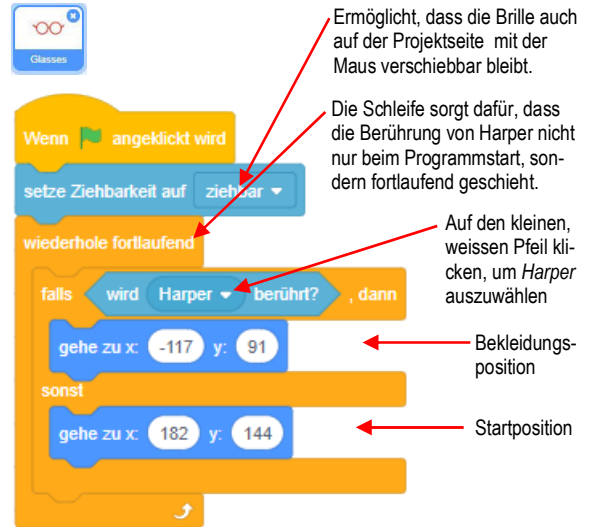 Glasses
Ermöglicht, dass die Brille auch
auf der Projektseite mit der
Maus verschiebbar bleibt.
Die Schleife sorgt dafür, dass
die Berührung von Harper nicht
nur beim Programmstart, son-
dern fortlaufend geschieht.
Wenn angeklickt wird
setze Ziehbarkeit auf ziehbar
wiederhole fortlaufend
Auf den kleinen,
weissen Pfeil kli-
cken, um Harper
auszuwählen
falls wird Harper berührt? , dann
gehe zu x: -117 y: 91
Bekleidungs-
position
sonst
gehe zu x: 182 y: 144
Startposition